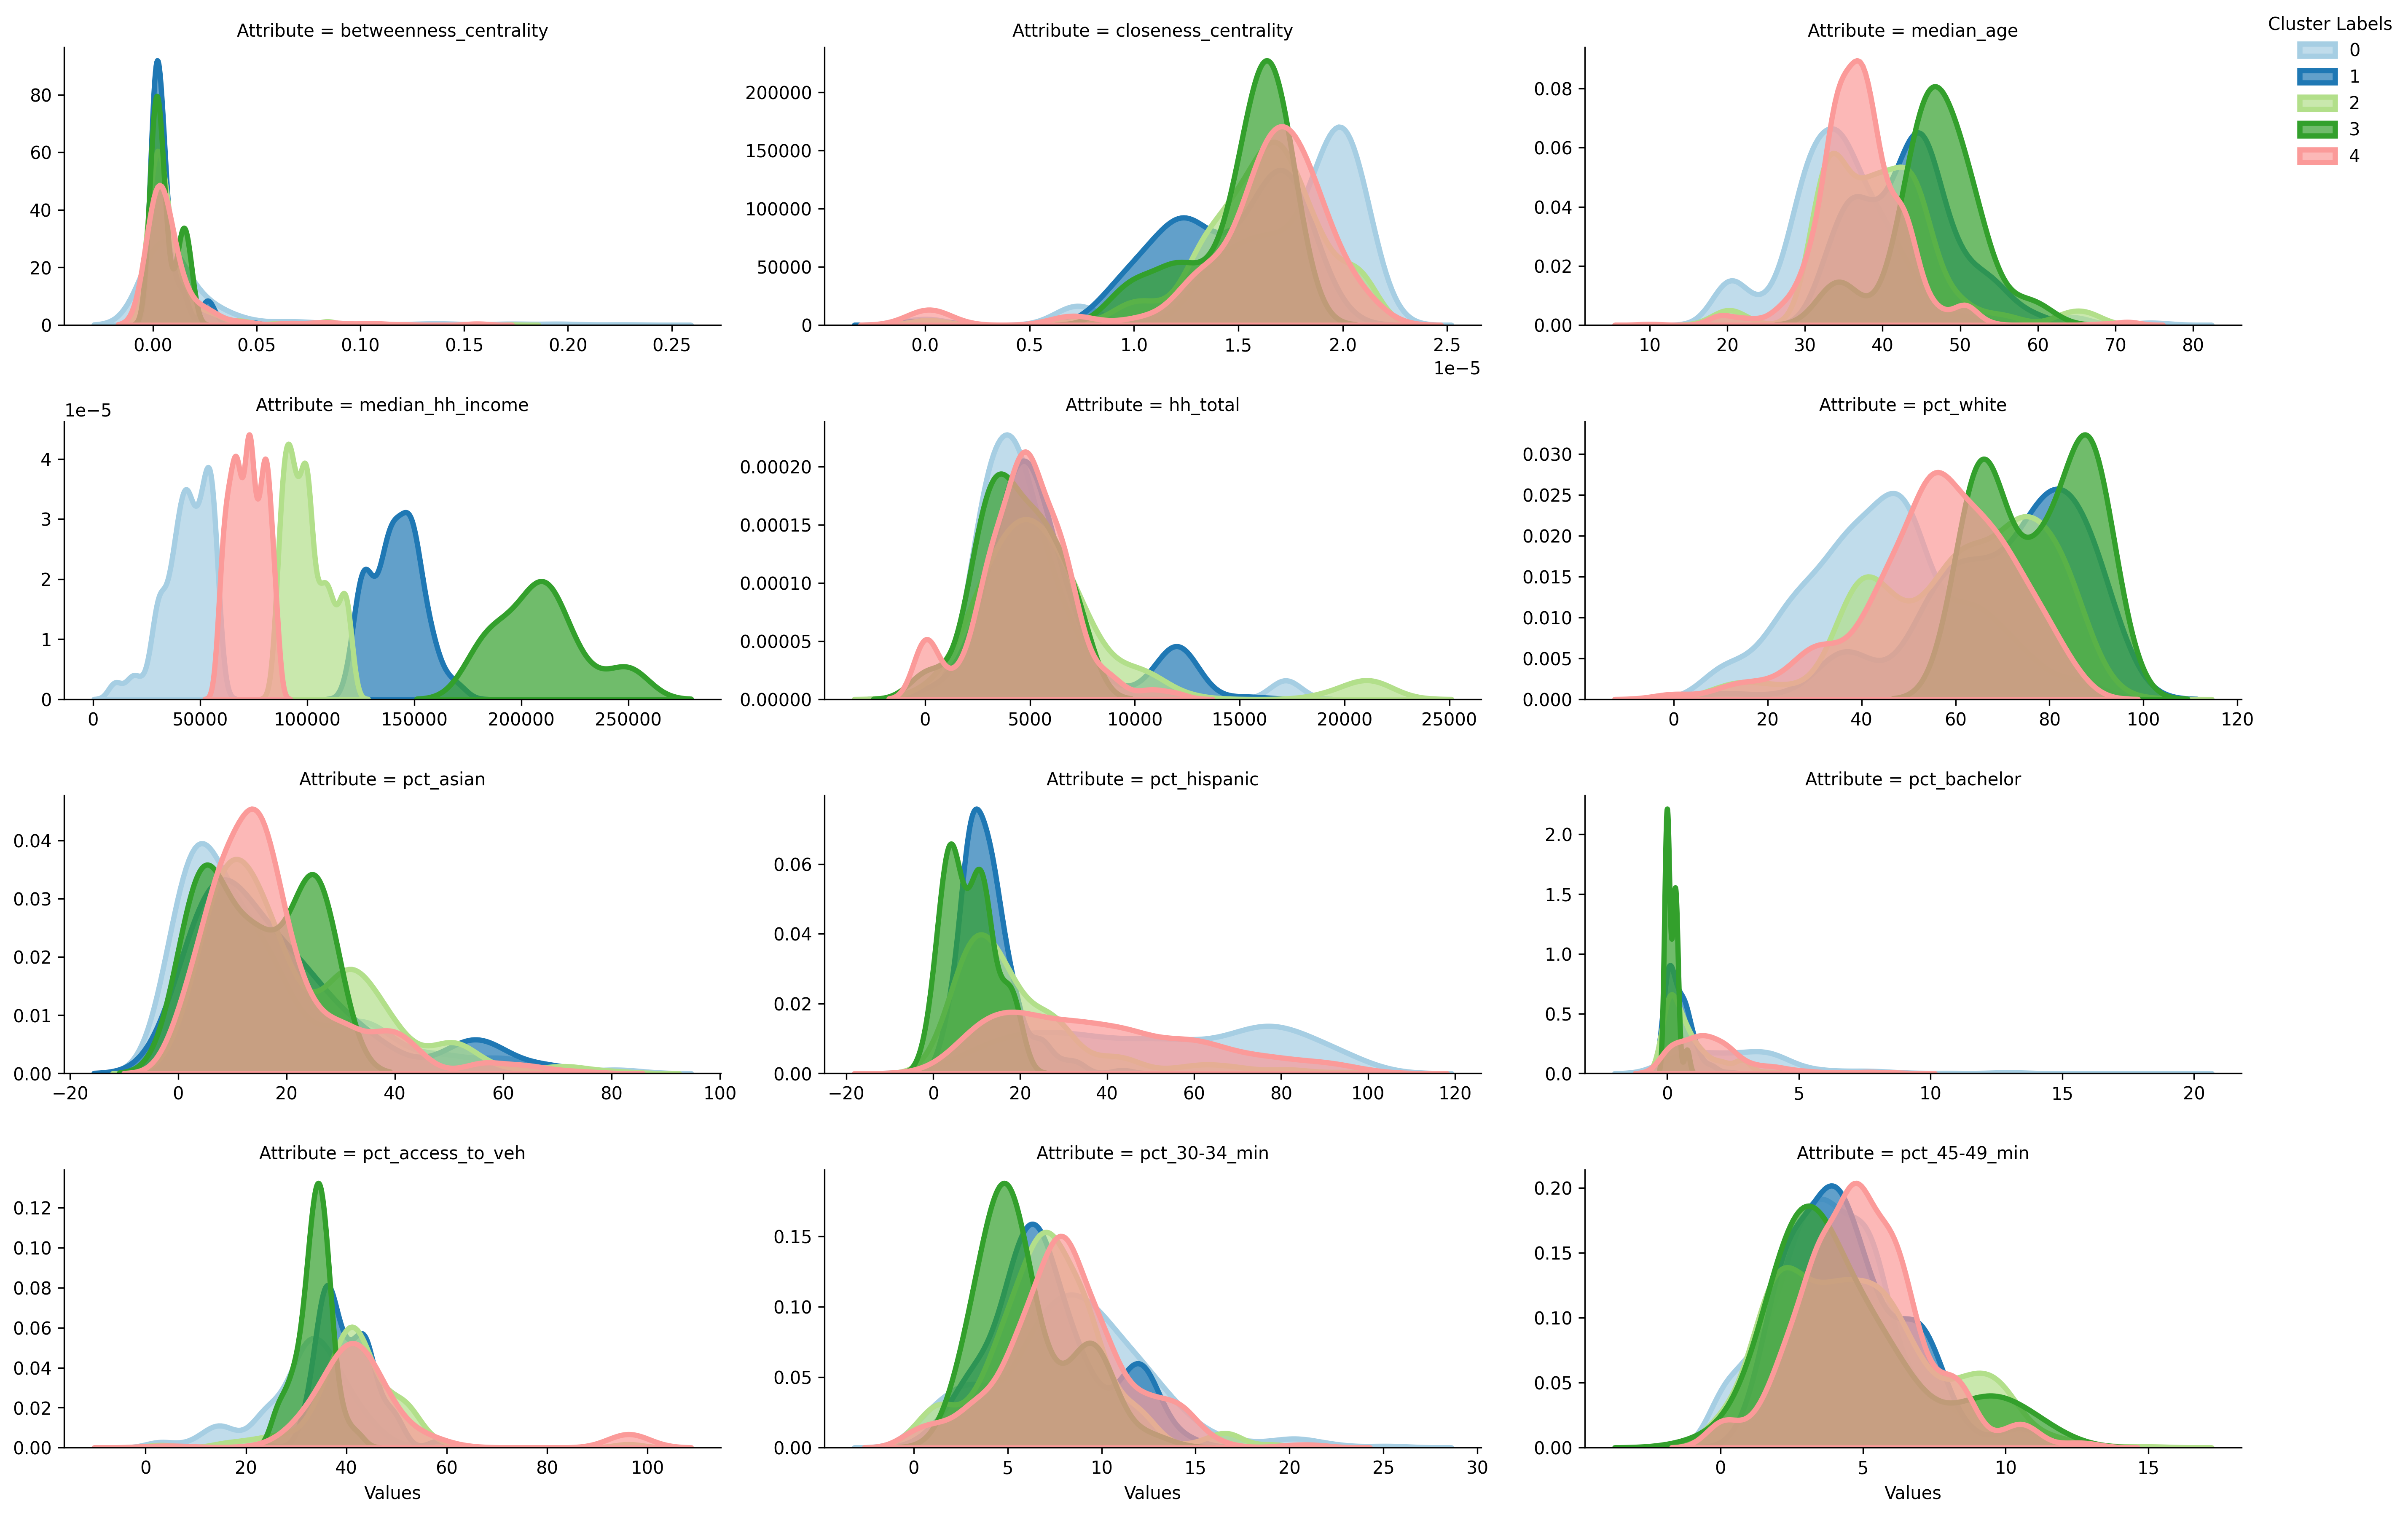 Attribute = betweenness_centrality
80
60
40
20
0
0.00 0.05 0.10 0.15 0.20 0.25
Attribute = closeness_centrality
200000
150000
100000
50000
0
0.0 0.5 1.0 1.5 2.0 2.5
1e−5
Attribute = median_age
0.08
0.06
0.04
0.02
0.00
10 20 30 40 50 60 70 80
Cluster Labels
0
1
2
3
4
Attribute = median_hh_income
1e−5
4
3
2
1
0
0 50000 100000 150000 200000 250000
Attribute = hh_total
0.00020
0.00015
0.00010
0.00005
0.00000
0 5000 10000 15000 20000 25000
Attribute = pct_white
0.030
0.025
0.020
0.015
0.010
0.005
0.000
0 20 40 60 80 100 120
Attribute = pct_asian
0.04
0.03
0.02
0.01
0.00
−20 0 20 40 60 80 100
Attribute = pct_hispanic
0.06
0.04
0.02
0.00
−20 0 20 40 60 80 100 120
Attribute = pct_bachelor
2.0
1.5
1.0
0.5
0.0
0 5 10 15 20
Attribute = pct_access_to_veh
0.12
0.10
0.08
0.06
0.04
0.02
0.00
0 20 40 60 80 100
Values
Attribute = pct_30-34_min
0.15
0.10
0.05
0.00
0 5 10 15 20 25 30
Values
Attribute = pct_45-49_min
0.20
0.15
0.10
0.05
0.00
0 5 10 15
Values